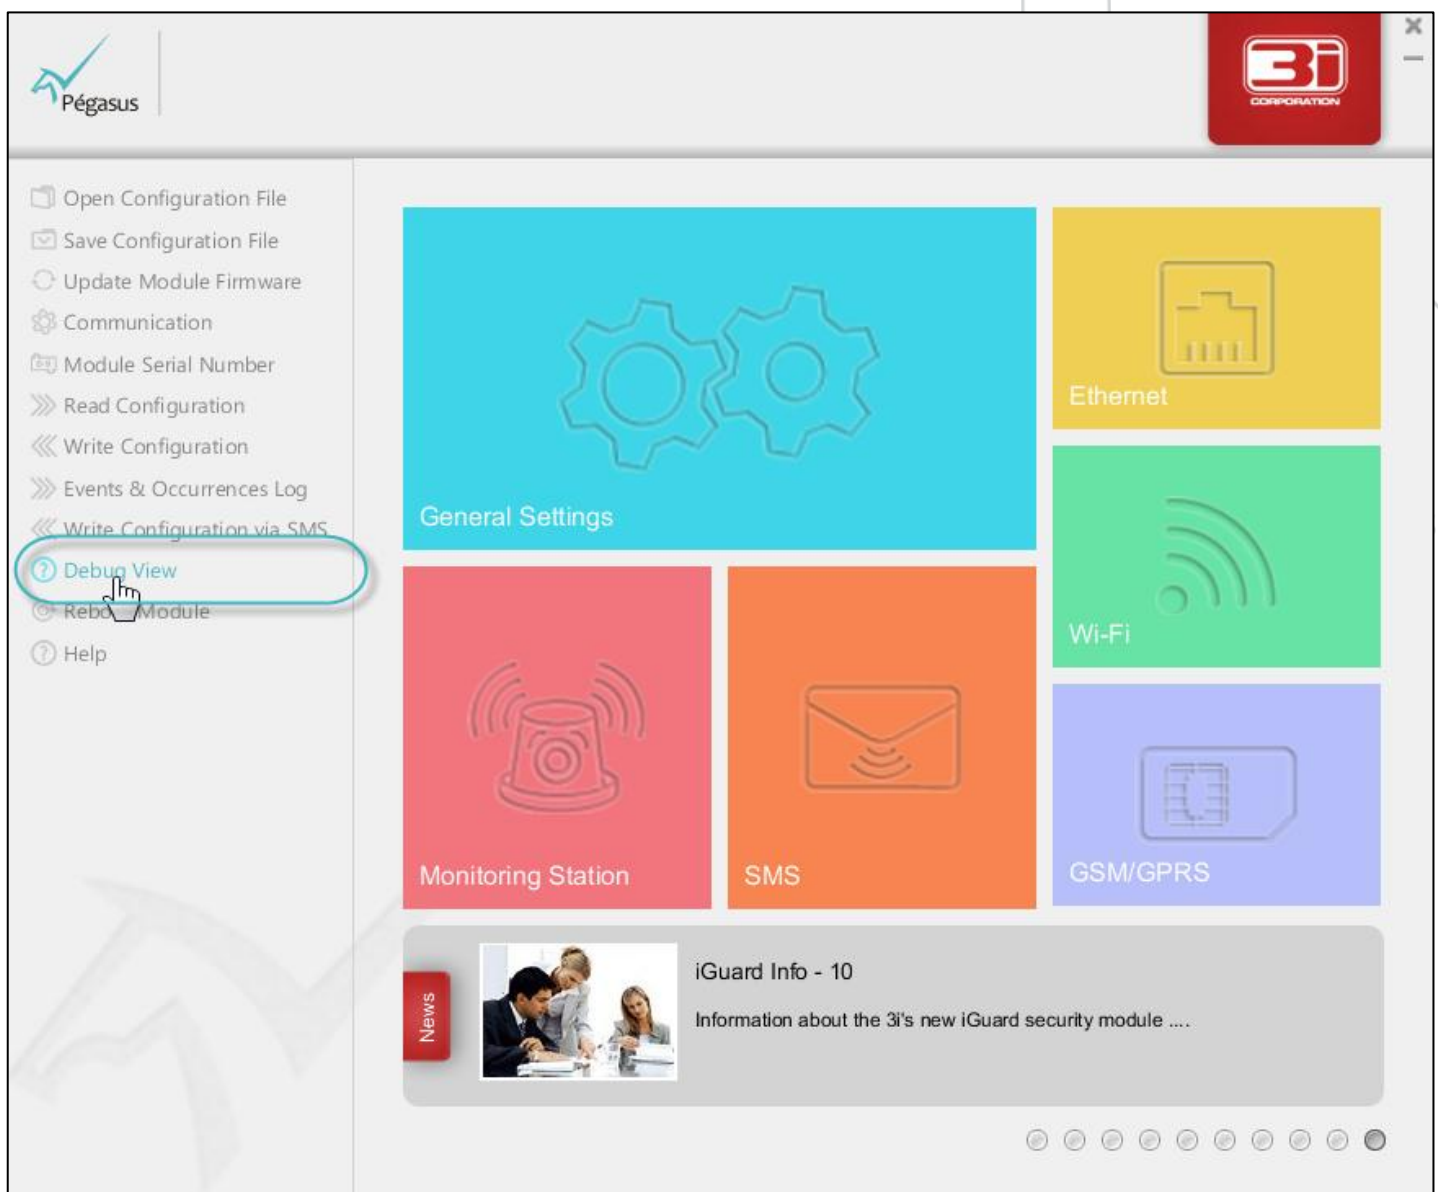 Pégasus
3i
CORPORATION
Open Configuration File
Save Configuration File
Update Module Firmware
Communication
Module Serial Number
Read Configuration
Write Configuration
Events & Occurrences Log
Write Configuration via SMS
Debug View
Reboot Module
Help
General Settings
Ethernet
Wi-Fi
Monitoring Station
SMS
GSM/GPRS
News
iGuard Info - 10
Information about the 3i's new iGuard security module ....